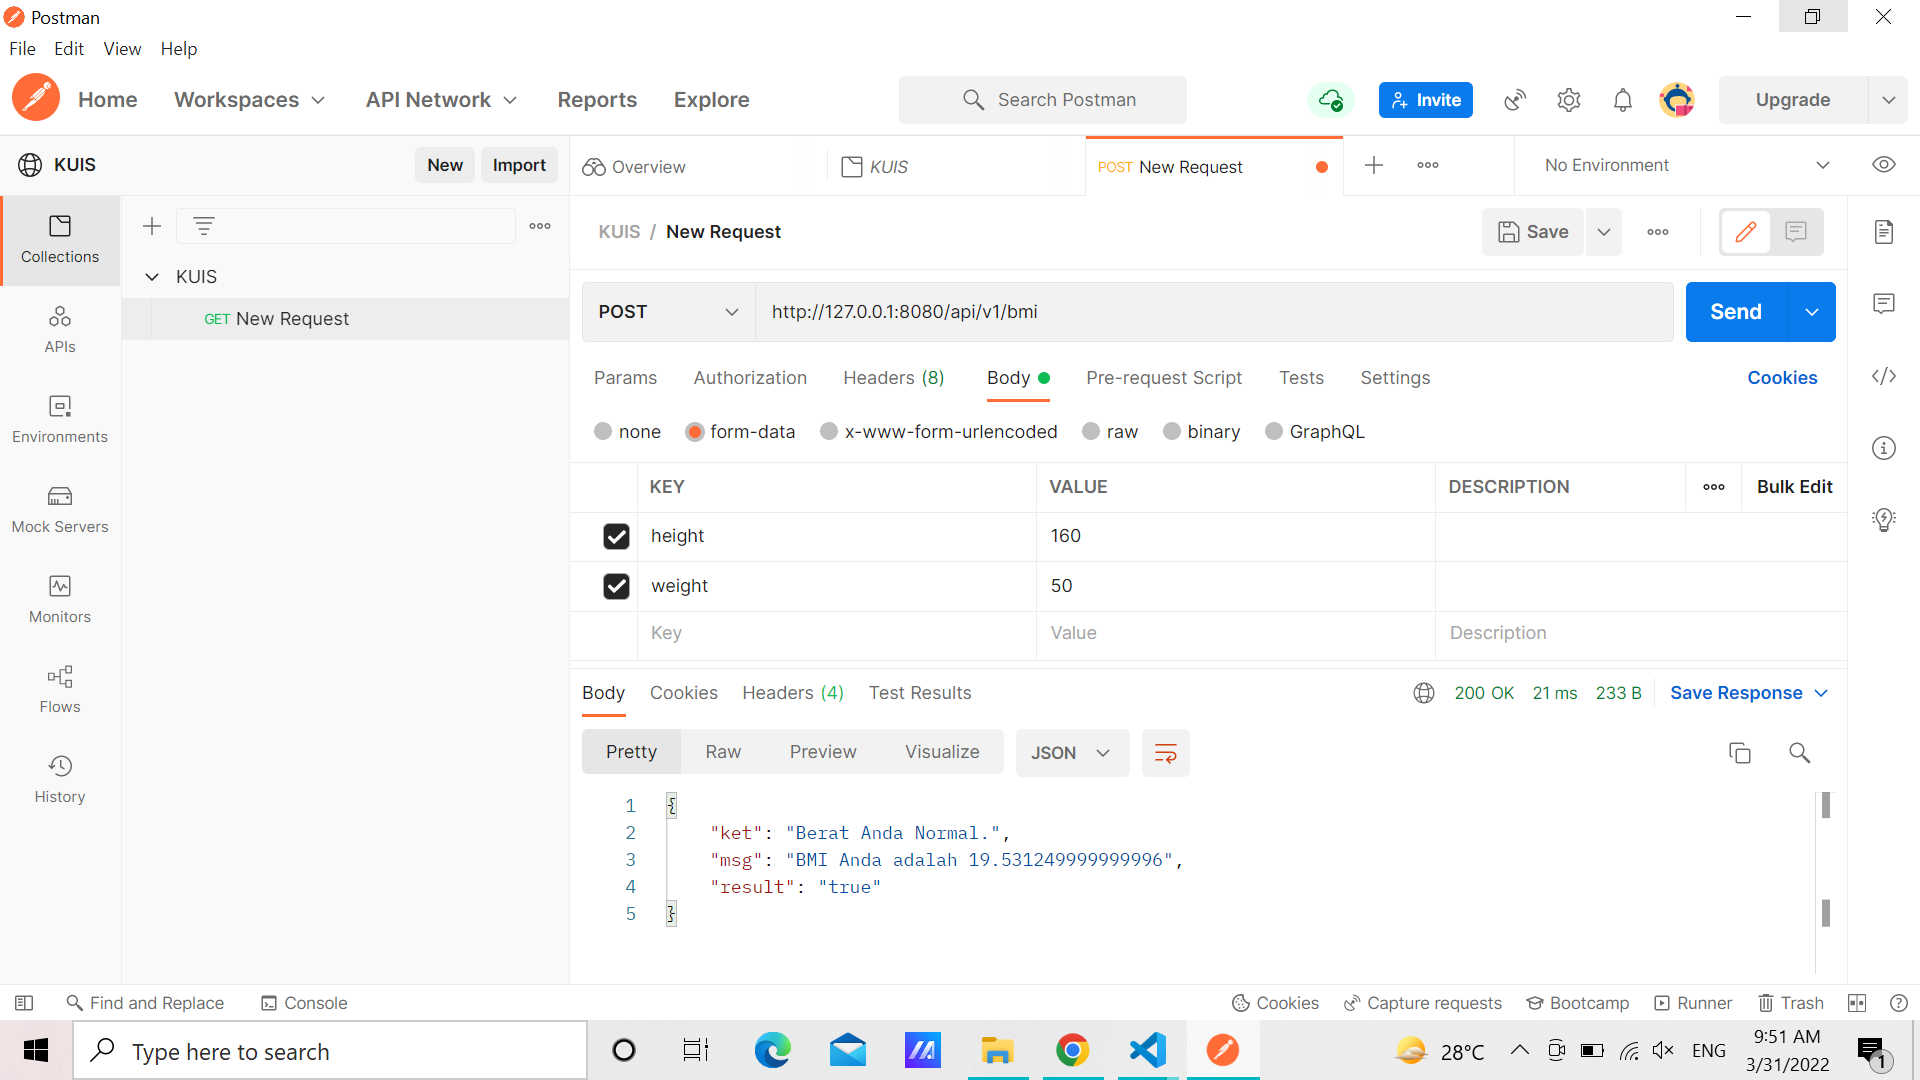 Postman
File Edit View Help
Home Workspaces API Network Reports Explore Search Postman Invite Upgrade
KUIS New Import Overview KUIS POST New Request No Environment
KUIS / New Request Save
Collections
KUIS
GET New Request
POST http://127.0.0.1:8080/api/v1/bmi Send
APIs
Params Authorization Headers (8) Body Pre-request Script Tests Settings Cookies
Environments
none form-data x-www-form-urlencoded raw binary GraphQL
KEY VALUE DESCRIPTION Bulk Edit
Mock Servers
height 160
weight 50
Monitors
Key Value Description
Flows
Body Cookies Headers (4) Test Results 200 OK 21 ms 233 B Save Response
Pretty Raw Preview Visualize JSON
History
1 {
2 "ket": "Berat Anda Normal.",
3 "msg": "BMI Anda adalah 19.531249999999996",
4 "result": "true"
5 }
Find and Replace Console Cookies Capture requests Bootcamp Runner Trash
Type here to search 28°C ENG 9:51 AM
3/31/2022 1